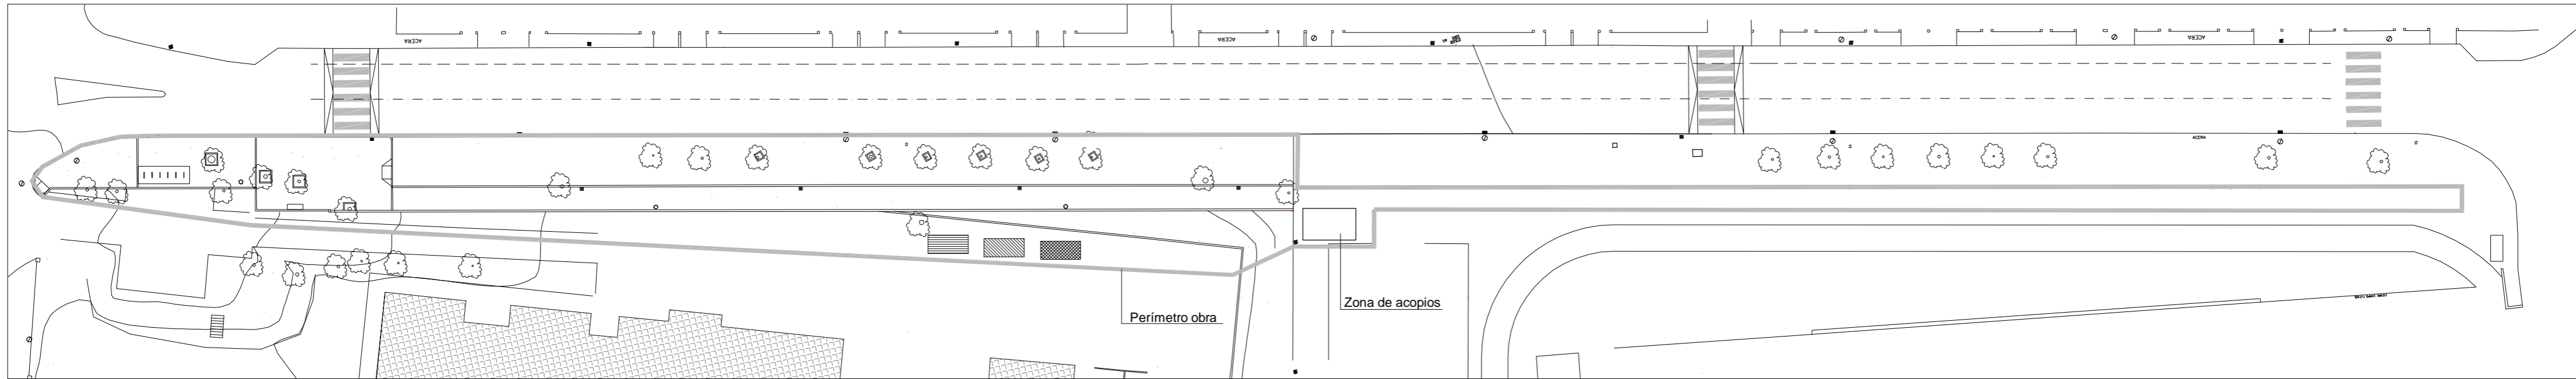 ACERA
ACERA
ACERA
ACERA
Zona de acopios
Perímetro obra